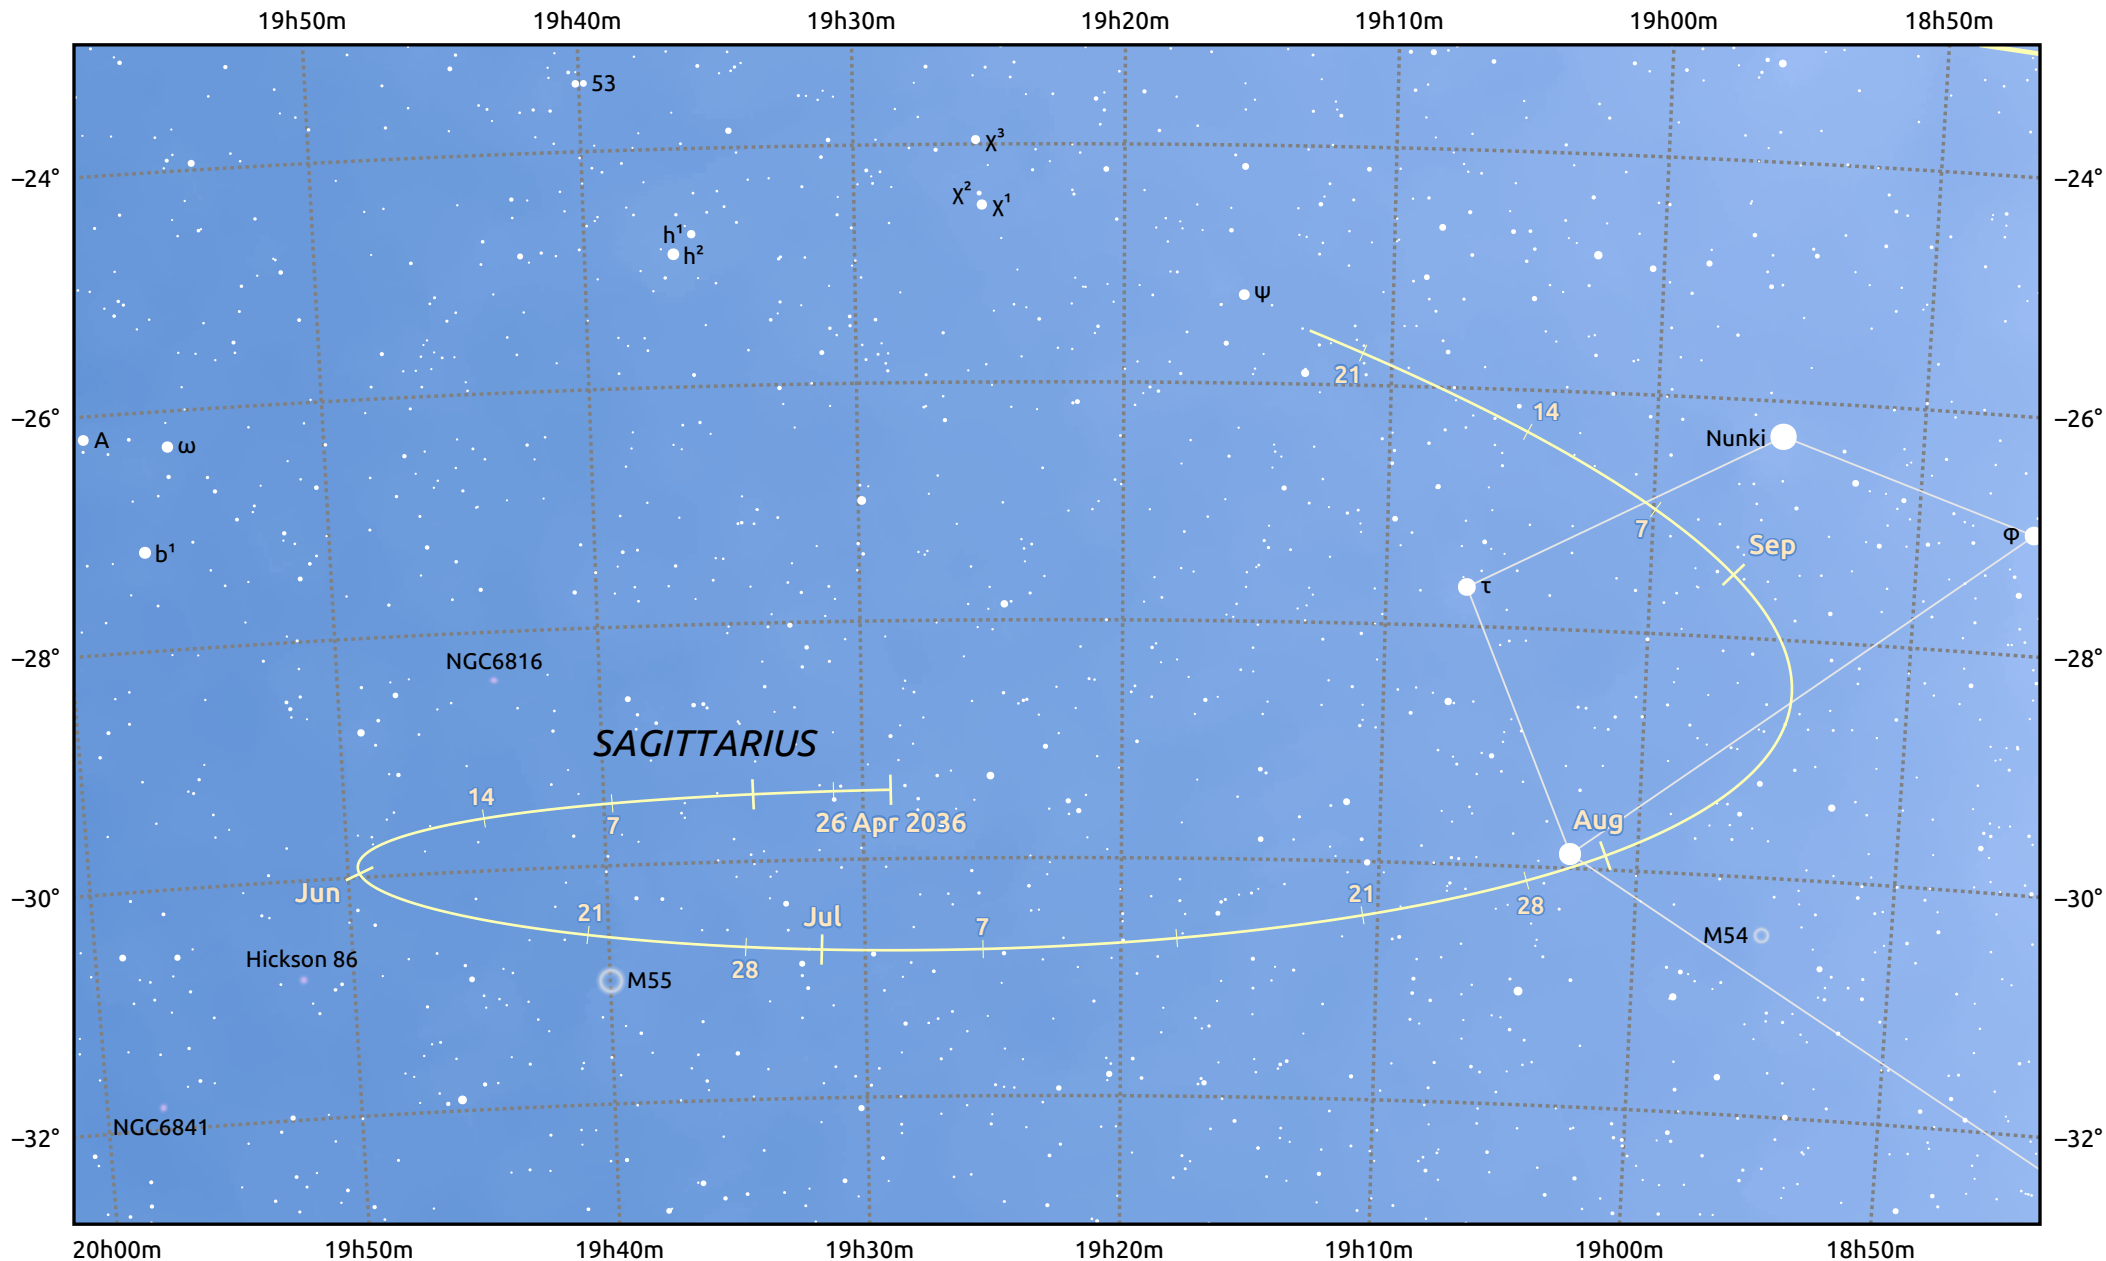 19h50m 19h40m 19h30m 19h20m 19h10m 19h00m 18h50m
53
χ³
−24° −24°
χ²
χ¹
h¹
h²
ψ
21
14
−26° −26°
A
ω
Nunki
7
φ
Sep
b¹
τ
−28° −28°
NGC6816
SAGITTARIUS
14
7
26 Apr 2036
Aug
Jun
21
Jul
7
21
28
−30° −30°
M54
Hickson 86
28
M55
NGC6841
−32° −32°
20h00m 19h50m 19h40m 19h30m 19h20m 19h10m 19h00m 18h50m